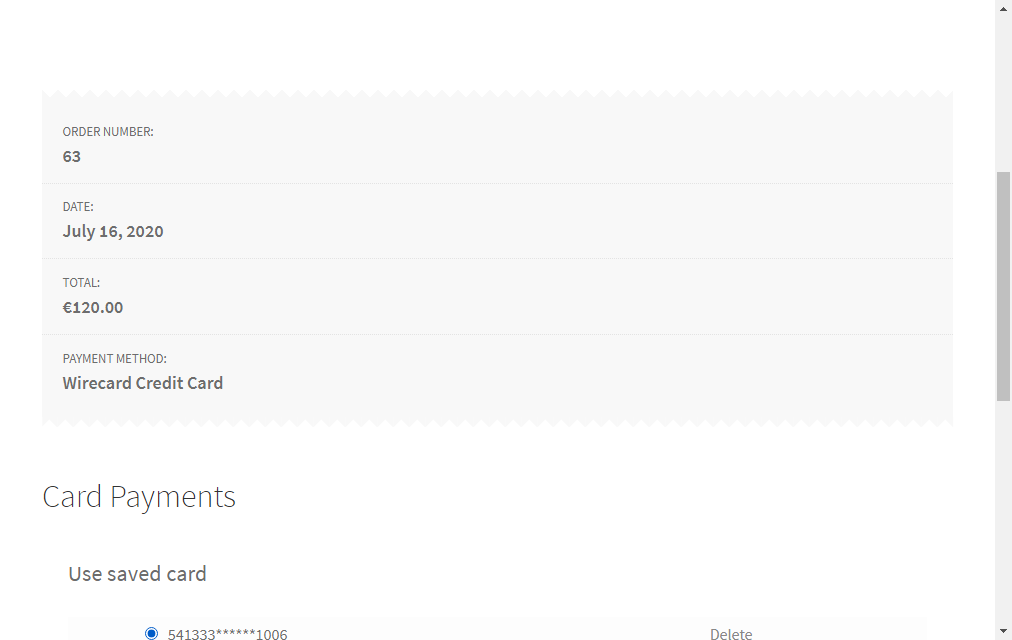 ORDER NUMBER:
63
DATE:
July 16, 2020
TOTAL:
€120.00
PAYMENT METHOD:
Wirecard Credit Card
Card Payments
Use saved card
541333******1006 Delete